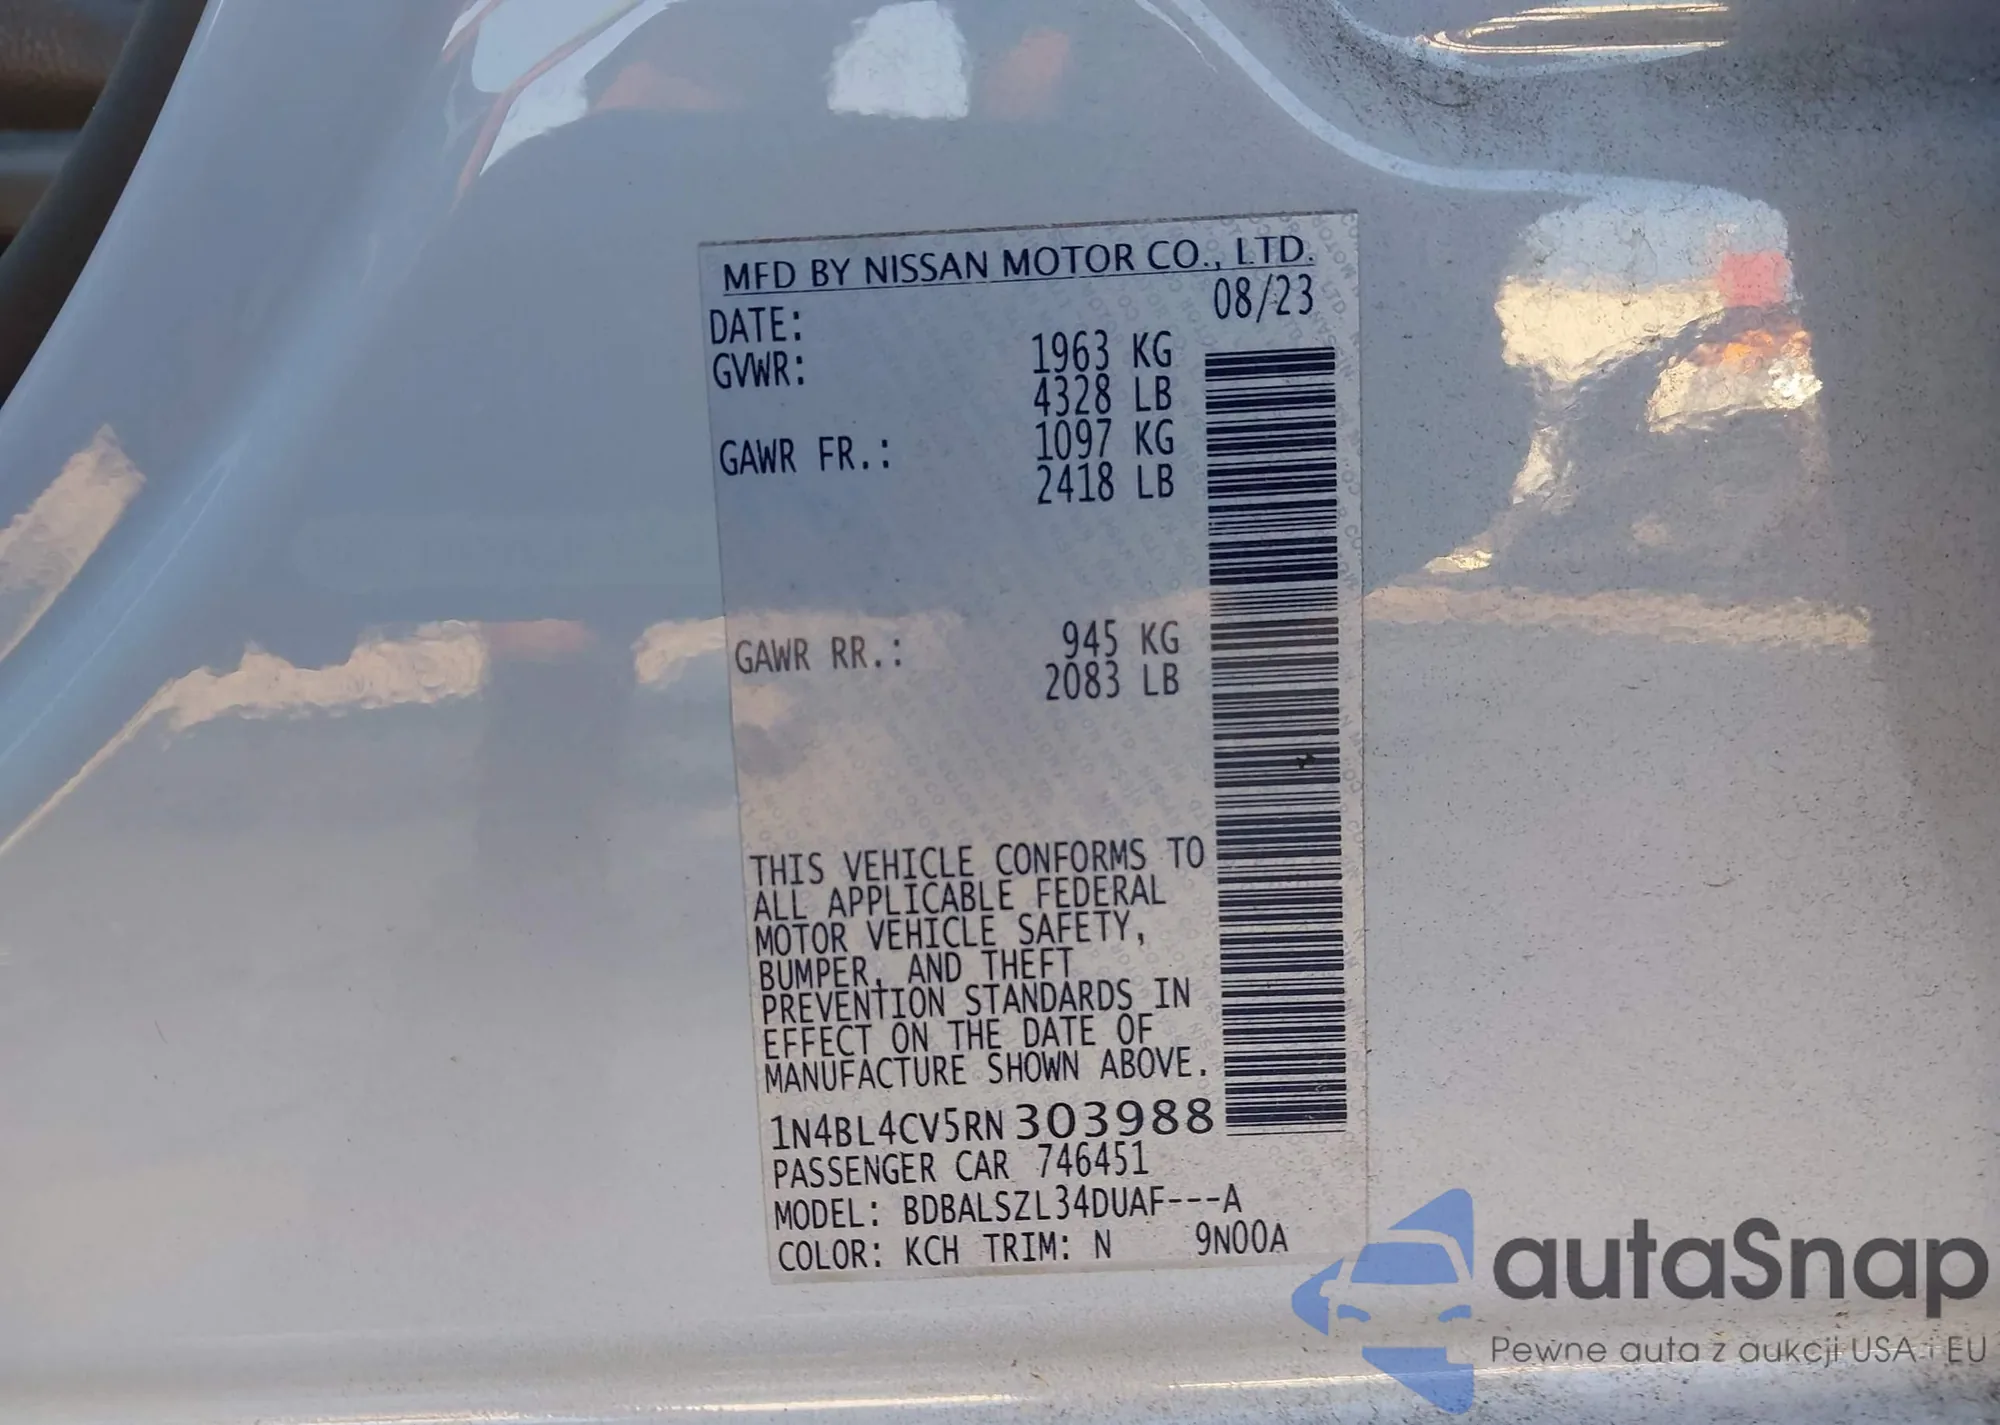 MFD BY NISSAN MOTOR CO., LTD.
DATE: 08/23
GVWR: 1963 KG
4328 LB
GAWR FR.: 1097 KG
2418 LB
GAWR RR.: 945 KG
2083 LB
THIS VEHICLE CONFORMS TO
ALL APPLICABLE FEDERAL
MOTOR VEHICLE SAFETY,
BUMPER, AND THEFT
PREVENTION STANDARDS IN
EFFECT ON THE DATE OF
MANUFACTURE SHOWN ABOVE.
1N4BL4CV5RN303988
PASSENGER CAR 746451
MODEL: BDBALSZL34DUAF---A
COLOR: KCH TRIM: N 9N00A
autaSnap
Pewne auta z aukcji USA i EU